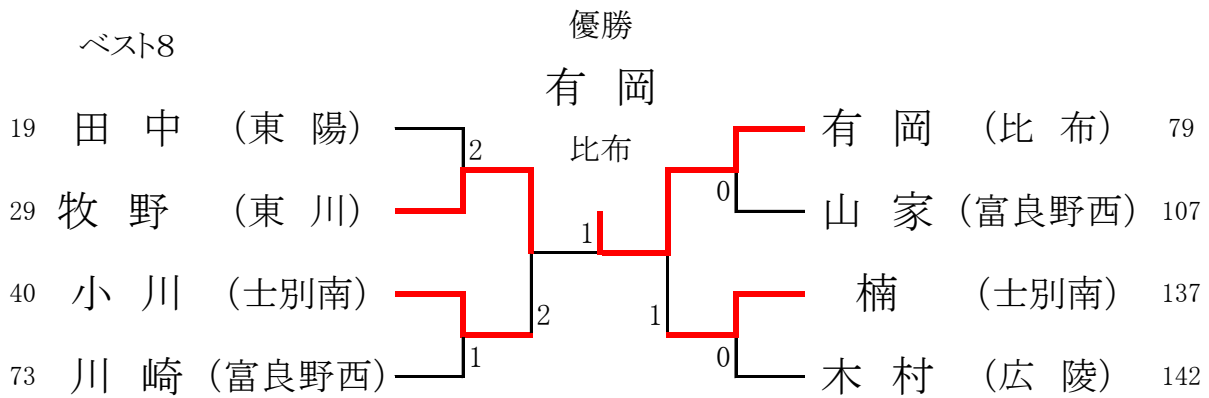 優勝
ベスト8
有 岡
比布
19 田 中 (東 陽)
2
有 岡 (比 布) 79
29 牧 野 (東 川)
0
山 家 (富良野西) 107
1
40 小 川 (士別南)
2
1
楠 (士別南) 137
73 川 崎 (富良野西)
1
0
木 村 (広 陵) 142